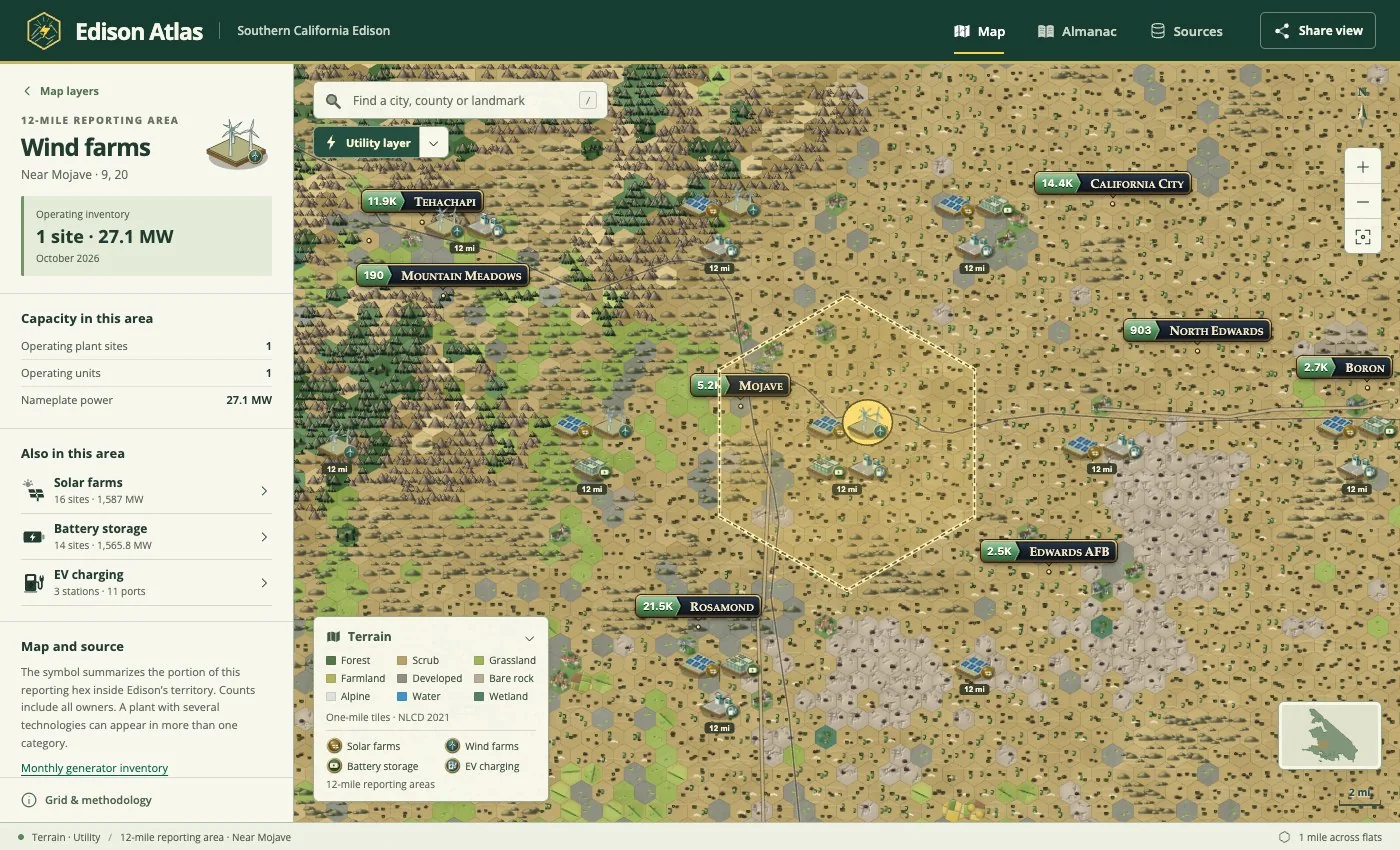 Edison Atlas
Southern California Edison
Map
Almanac
Sources
Share view
Map layers
12-MILE REPORTING AREA
Wind farms
Near Mojave · 9, 20
Operating inventory
1 site · 27.1 MW
October 2026
Capacity in this area
Operating plant sites 1
Operating units 1
Nameplate power 27.1 MW
Also in this area
Solar farms
16 sites · 1,587 MW
Battery storage
14 sites · 1,565.8 MW
EV charging
3 stations · 11 ports
Map and source
The symbol summarizes the portion of this
reporting hex inside Edison's territory. Counts
include all owners. A plant with several
technologies can appear in more than one
category.
Monthly generator inventory
Grid & methodology
Find a city, county or landmark /
Utility layer
N
14.4K California City
11.9K Tehachapi
12 mi
12 mi
12 mi
190 Mountain Meadows
903 North Edwards
2.7K Boron
5.2K Mojave
12 mi
12 mi
12 mi
12 mi
12 mi
2.5K Edwards AFB
21.5K Rosamond
12 mi
12 mi
Terrain
Forest Scrub Grassland
Farmland Developed Bare rock
Alpine Water Wetland
One-mile tiles · NLCD 2021
Solar farms Wind farms
Battery storage EV charging
12-mile reporting areas
2 mi
Terrain · Utility / 12-mile reporting area · Near Mojave
1 mile across flats